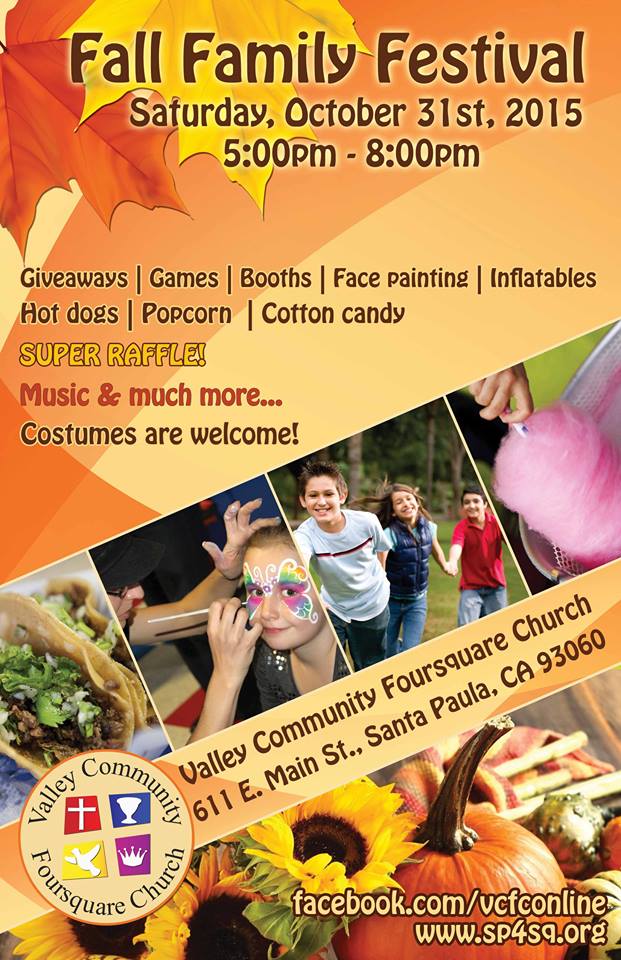 Fall Family Festival
Saturday, October 31st, 2015
5:00pm - 8:00pm
Giveaways | Games | Booths | Face painting | Inflatables
Hot dogs | Popcorn | Cotton candy
SUPER RAFFLE!
Music & much more...
Costumes are welcome!
Valley Community Foursquare Church
611 E. Main St., Santa Paula, CA 93060
Valley Community
Foursquare Church
facebook.com/vcfconline
www.sp4sq.org